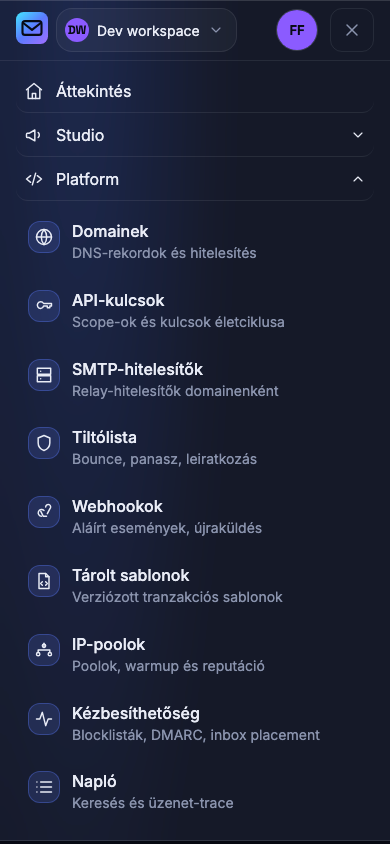 DW Dev workspace FF
Áttekintés
Studio
Platform
Domainek
DNS-rekordok és hitelesítés
API-kulcsok
Scope-ok és kulcsok életciklusa
SMTP-hitelesítők
Relay-hitelesítők domainenként
Tiltólista
Bounce, panasz, leiratkozás
Webhookok
Aláírt események, újraküldés
Tárolt sablonok
Verziózott tranzakciós sablonok
IP-poolok
Poolok, warmup és reputáció
Kézbesíthetőség
Blocklisták, DMARC, inbox placement
Napló
Keresés és üzenet-trace